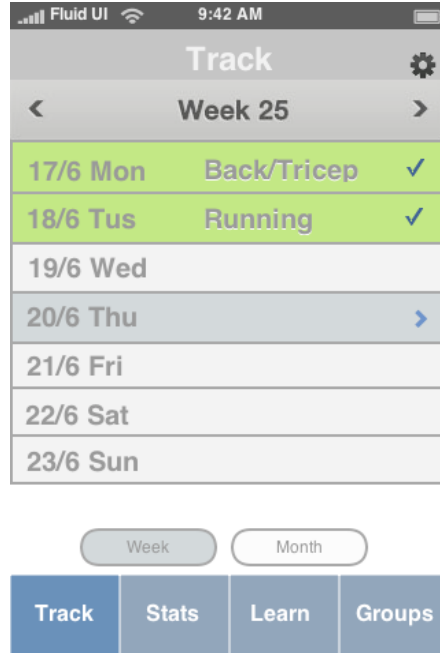 Fluid UI 9:42 AM
Track
Week 25
17/6 Mon Back/Tricep
18/6 Tus Running
19/6 Wed
20/6 Thu
21/6 Fri
22/6 Sat
23/6 Sun
Week Month
Track Stats Learn Groups